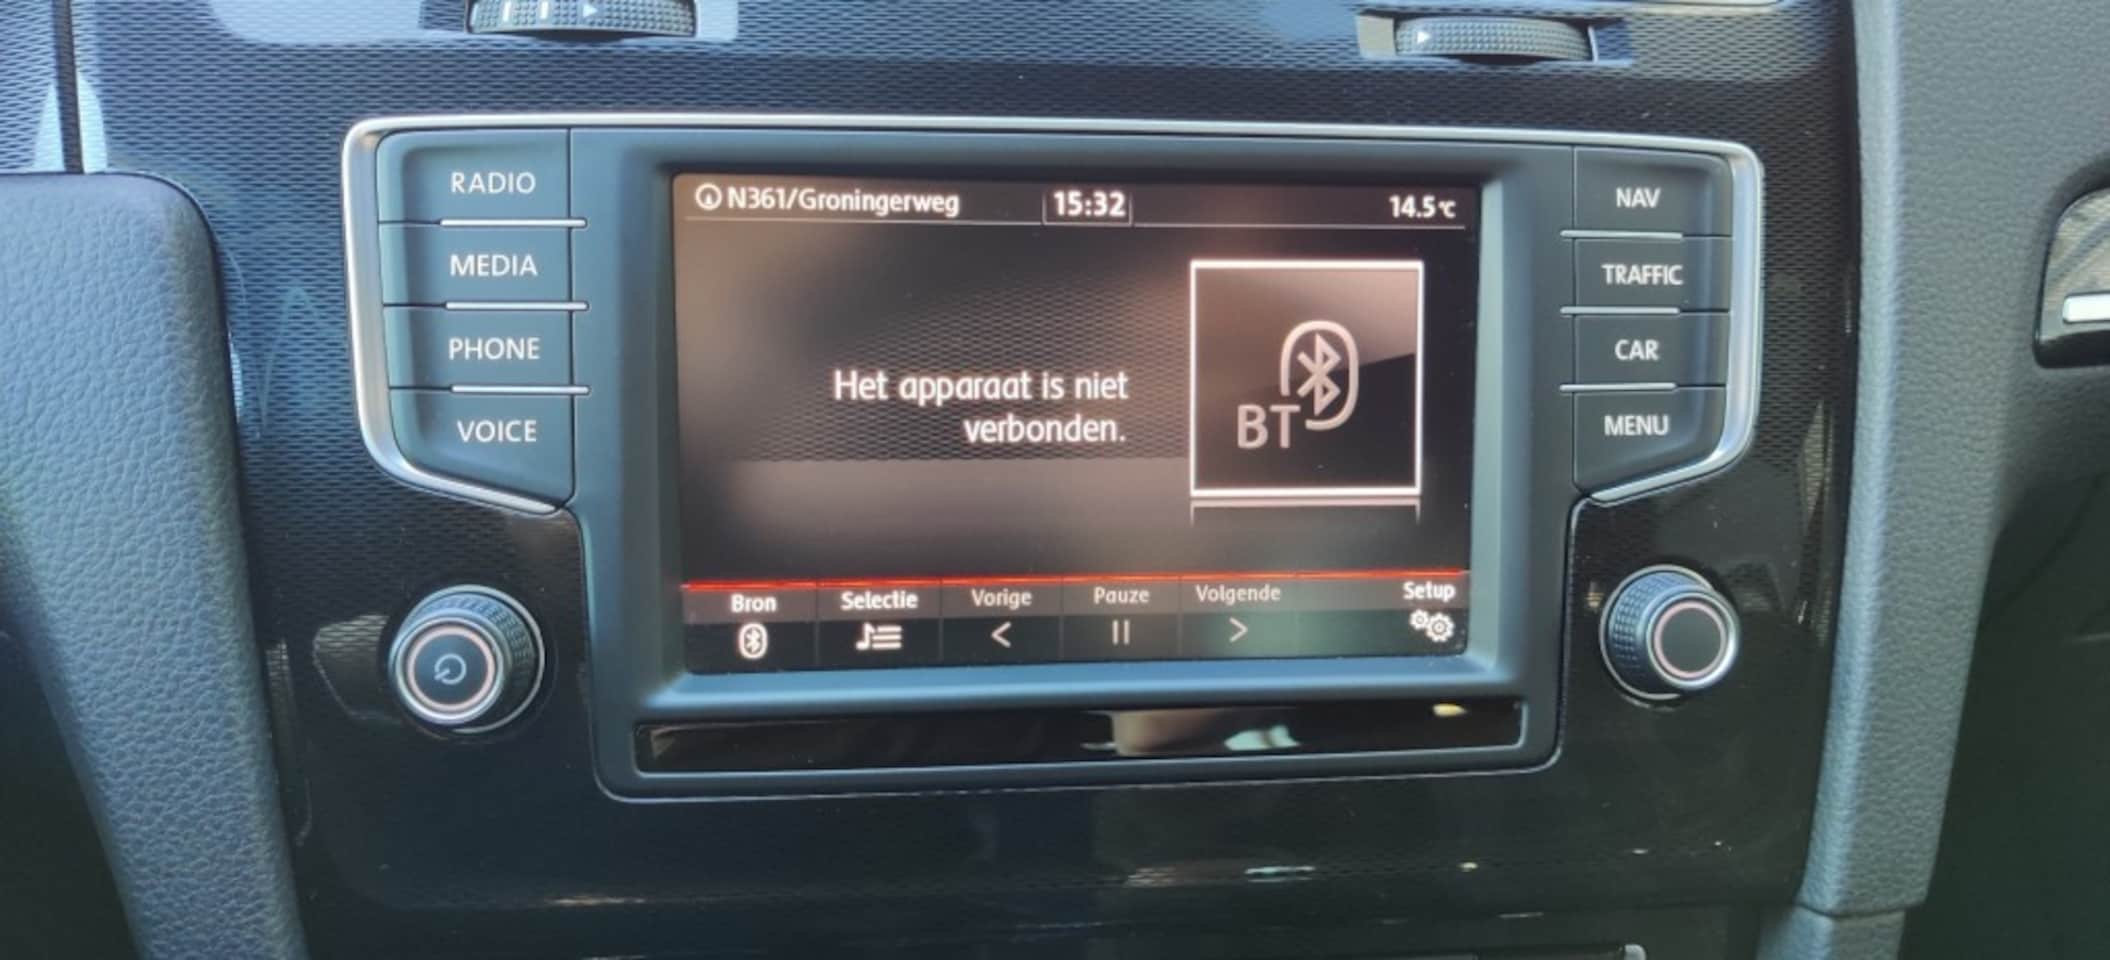 RADIO
MEDIA
PHONE
VOICE
N361/Groningerweg 15:32 14.5°C
Het apparaat is niet
verbonden.
BT
Bron Selectie Vorige Pauze Volgende Setup
NAV
TRAFFIC
CAR
MENU